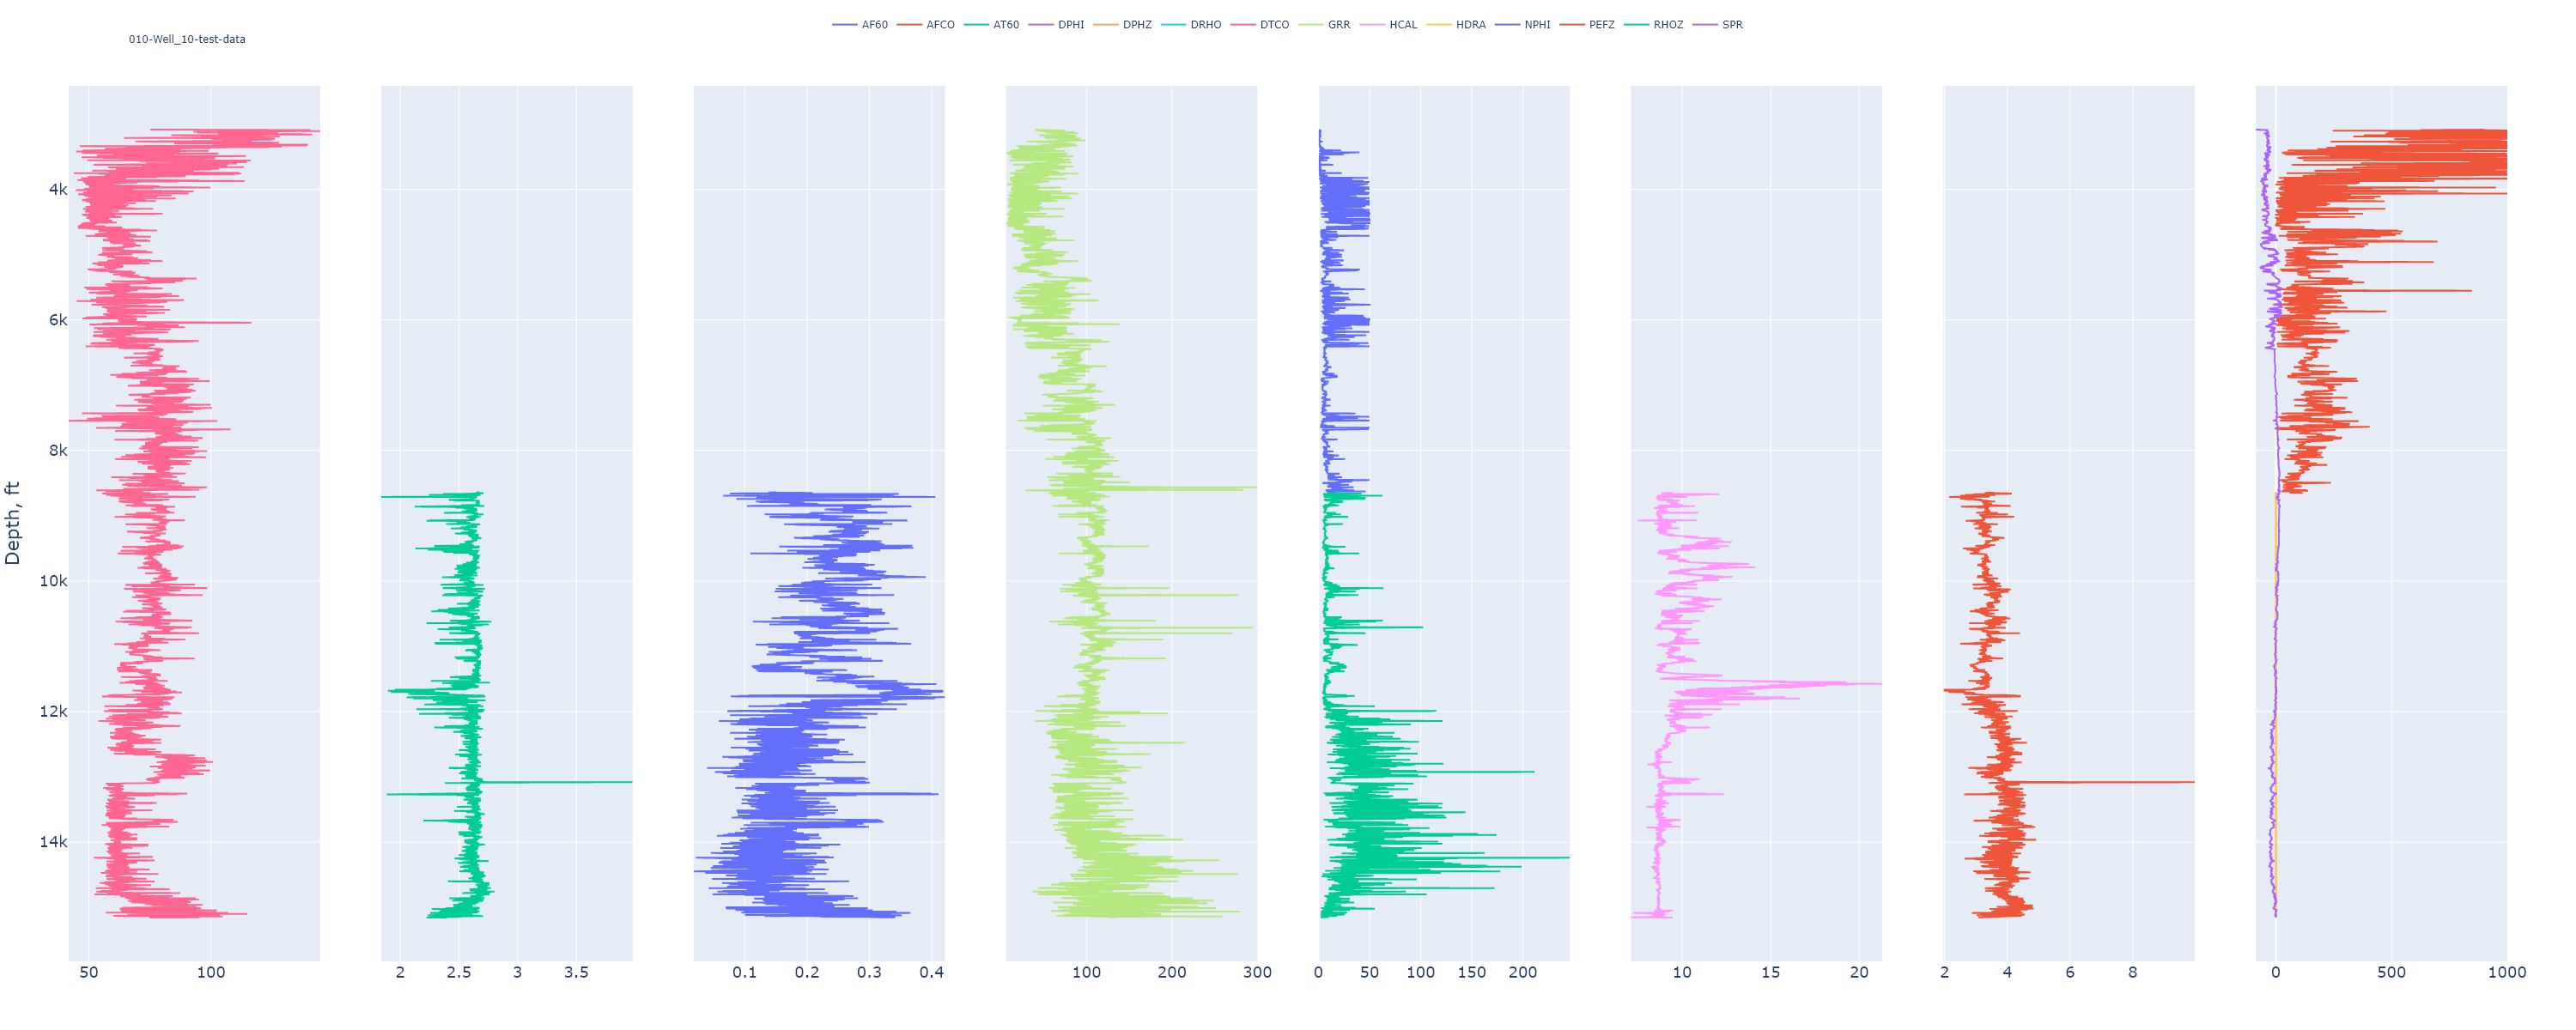 AF60 AFCO AT60 DPHI DPHZ DRHO DTCO GRR HCAL HDRA NPHI PEFZ RHOZ SPR
010-Well_10-test-data
Depth, ft
4k
6k
8k
10k
12k
14k
50 100 2 2.5 3 3.5 0.1 0.2 0.3 0.4 100 200 300 0 50 100 150 200 10 15 20 2 4 6 8 0 500 1000